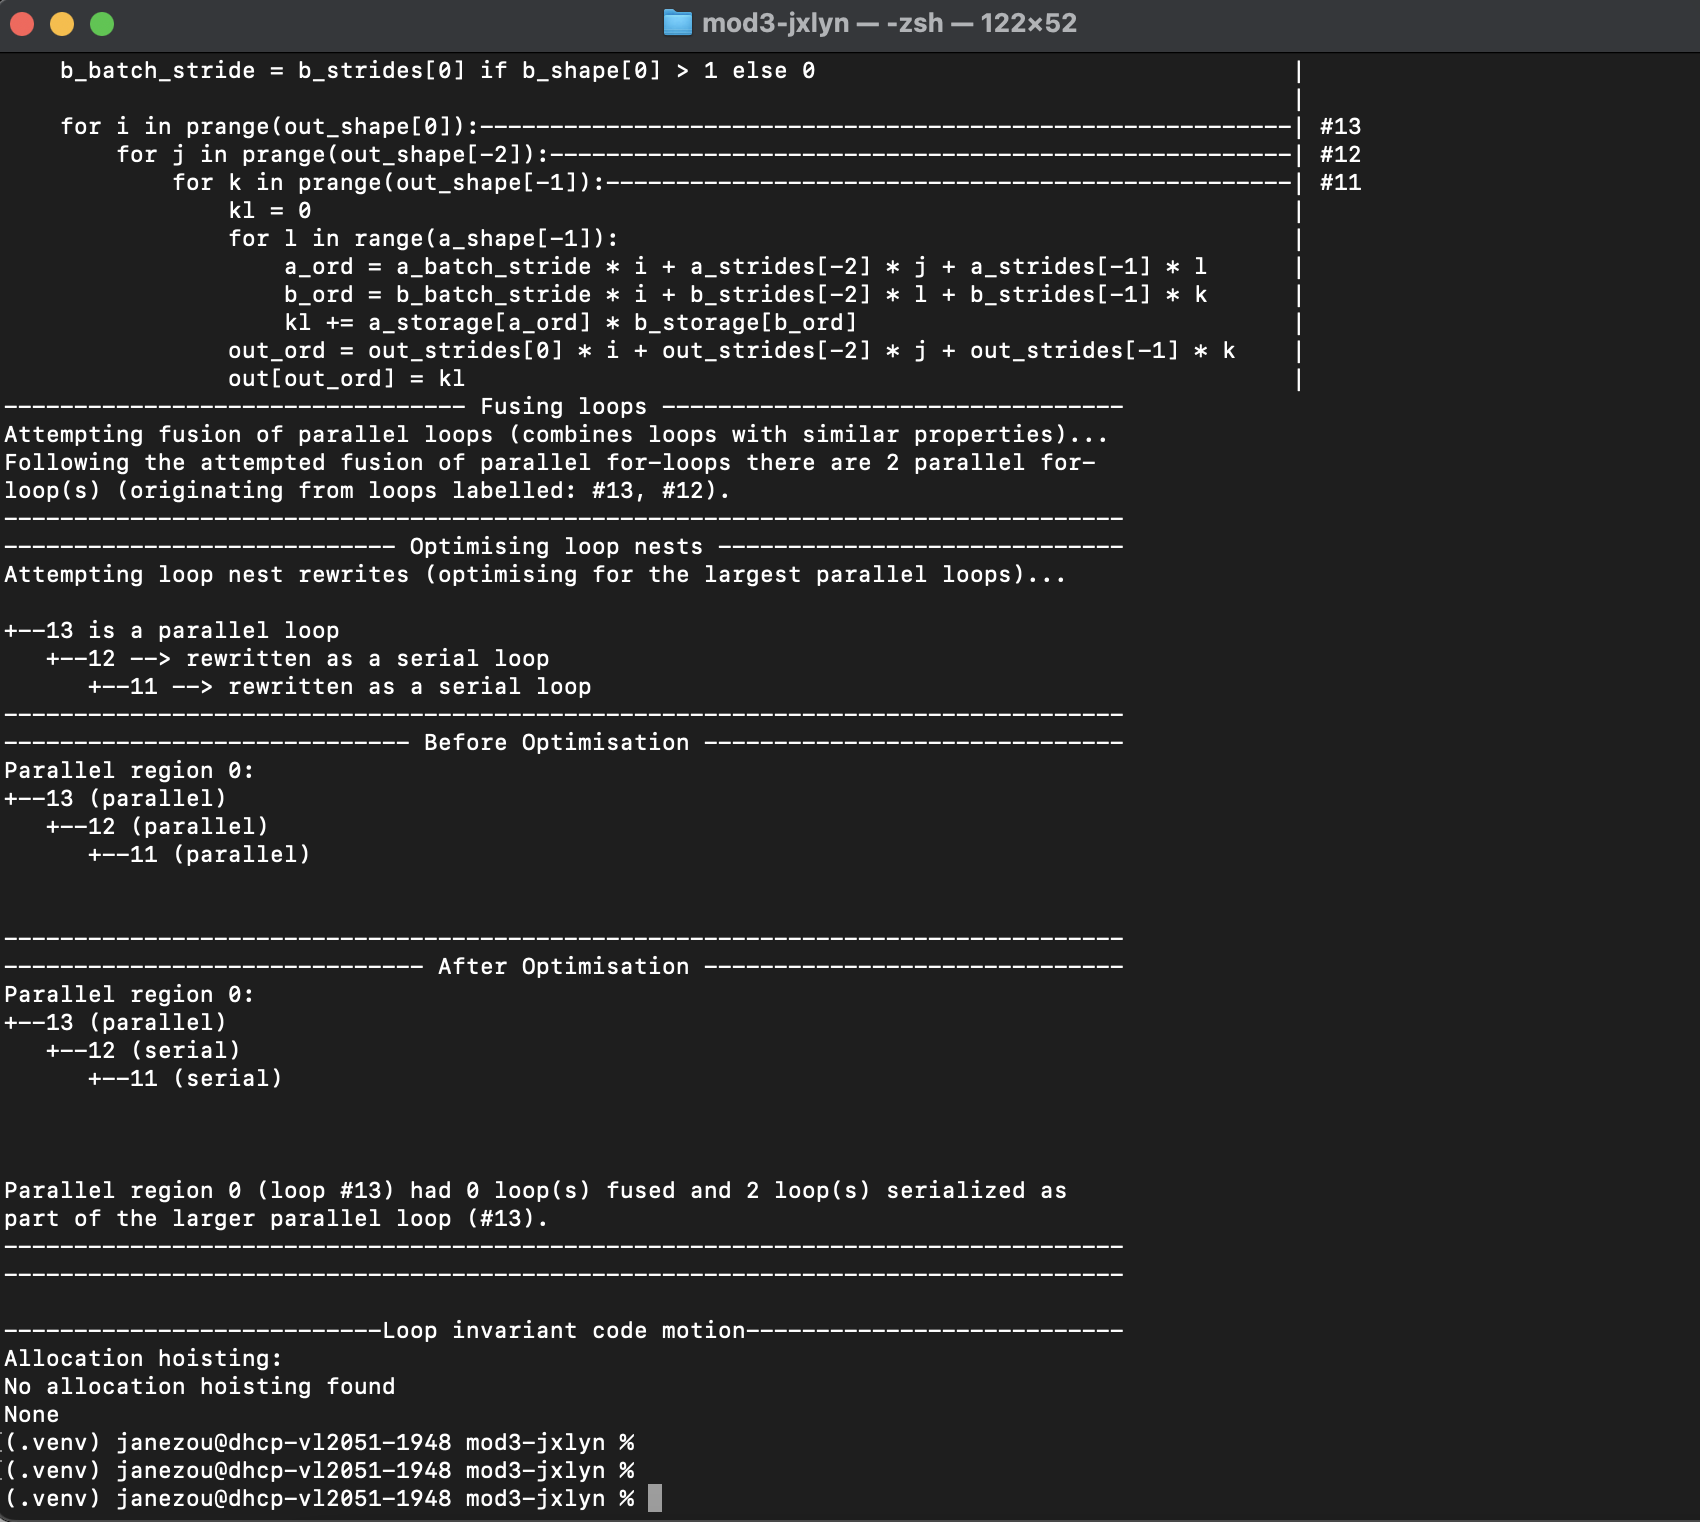 mod3-jxlyn — -zsh — 122×52
    b_batch_stride = b_strides[0] if b_shape[0] > 1 else 0                                  |
                                                                                            |
    for i in prange(out_shape[0]):----------------------------------------------------------| #13
        for j in prange(out_shape[-2]):-----------------------------------------------------| #12
            for k in prange(out_shape[-1]):-------------------------------------------------| #11
                kl = 0                                                                      |
                for l in range(a_shape[-1]):                                                |
                    a_ord = a_batch_stride * i + a_strides[-2] * j + a_strides[-1] * l      |
                    b_ord = b_batch_stride * i + b_strides[-2] * l + b_strides[-1] * k      |
                    kl += a_storage[a_ord] * b_storage[b_ord]                               |
                out_ord = out_strides[0] * i + out_strides[-2] * j + out_strides[-1] * k    |
                out[out_ord] = kl                                                           |
--------------------------------- Fusing loops ---------------------------------
Attempting fusion of parallel loops (combines loops with similar properties)...
Following the attempted fusion of parallel for-loops there are 2 parallel for-
loop(s) (originating from loops labelled: #13, #12).
--------------------------------------------------------------------------------
---------------------------- Optimising loop nests -----------------------------
Attempting loop nest rewrites (optimising for the largest parallel loops)...

+--13 is a parallel loop
   +--12 --> rewritten as a serial loop
      +--11 --> rewritten as a serial loop
--------------------------------------------------------------------------------
----------------------------- Before Optimisation ------------------------------
Parallel region 0:
+--13 (parallel)
   +--12 (parallel)
      +--11 (parallel)


--------------------------------------------------------------------------------
------------------------------ After Optimisation ------------------------------
Parallel region 0:
+--13 (parallel)
   +--12 (serial)
      +--11 (serial)



Parallel region 0 (loop #13) had 0 loop(s) fused and 2 loop(s) serialized as
part of the larger parallel loop (#13).
--------------------------------------------------------------------------------
--------------------------------------------------------------------------------

---------------------------Loop invariant code motion---------------------------
Allocation hoisting:
No allocation hoisting found
None
(.venv) janezou@dhcp-vl2051-1948 mod3-jxlyn %
(.venv) janezou@dhcp-vl2051-1948 mod3-jxlyn %
(.venv) janezou@dhcp-vl2051-1948 mod3-jxlyn %